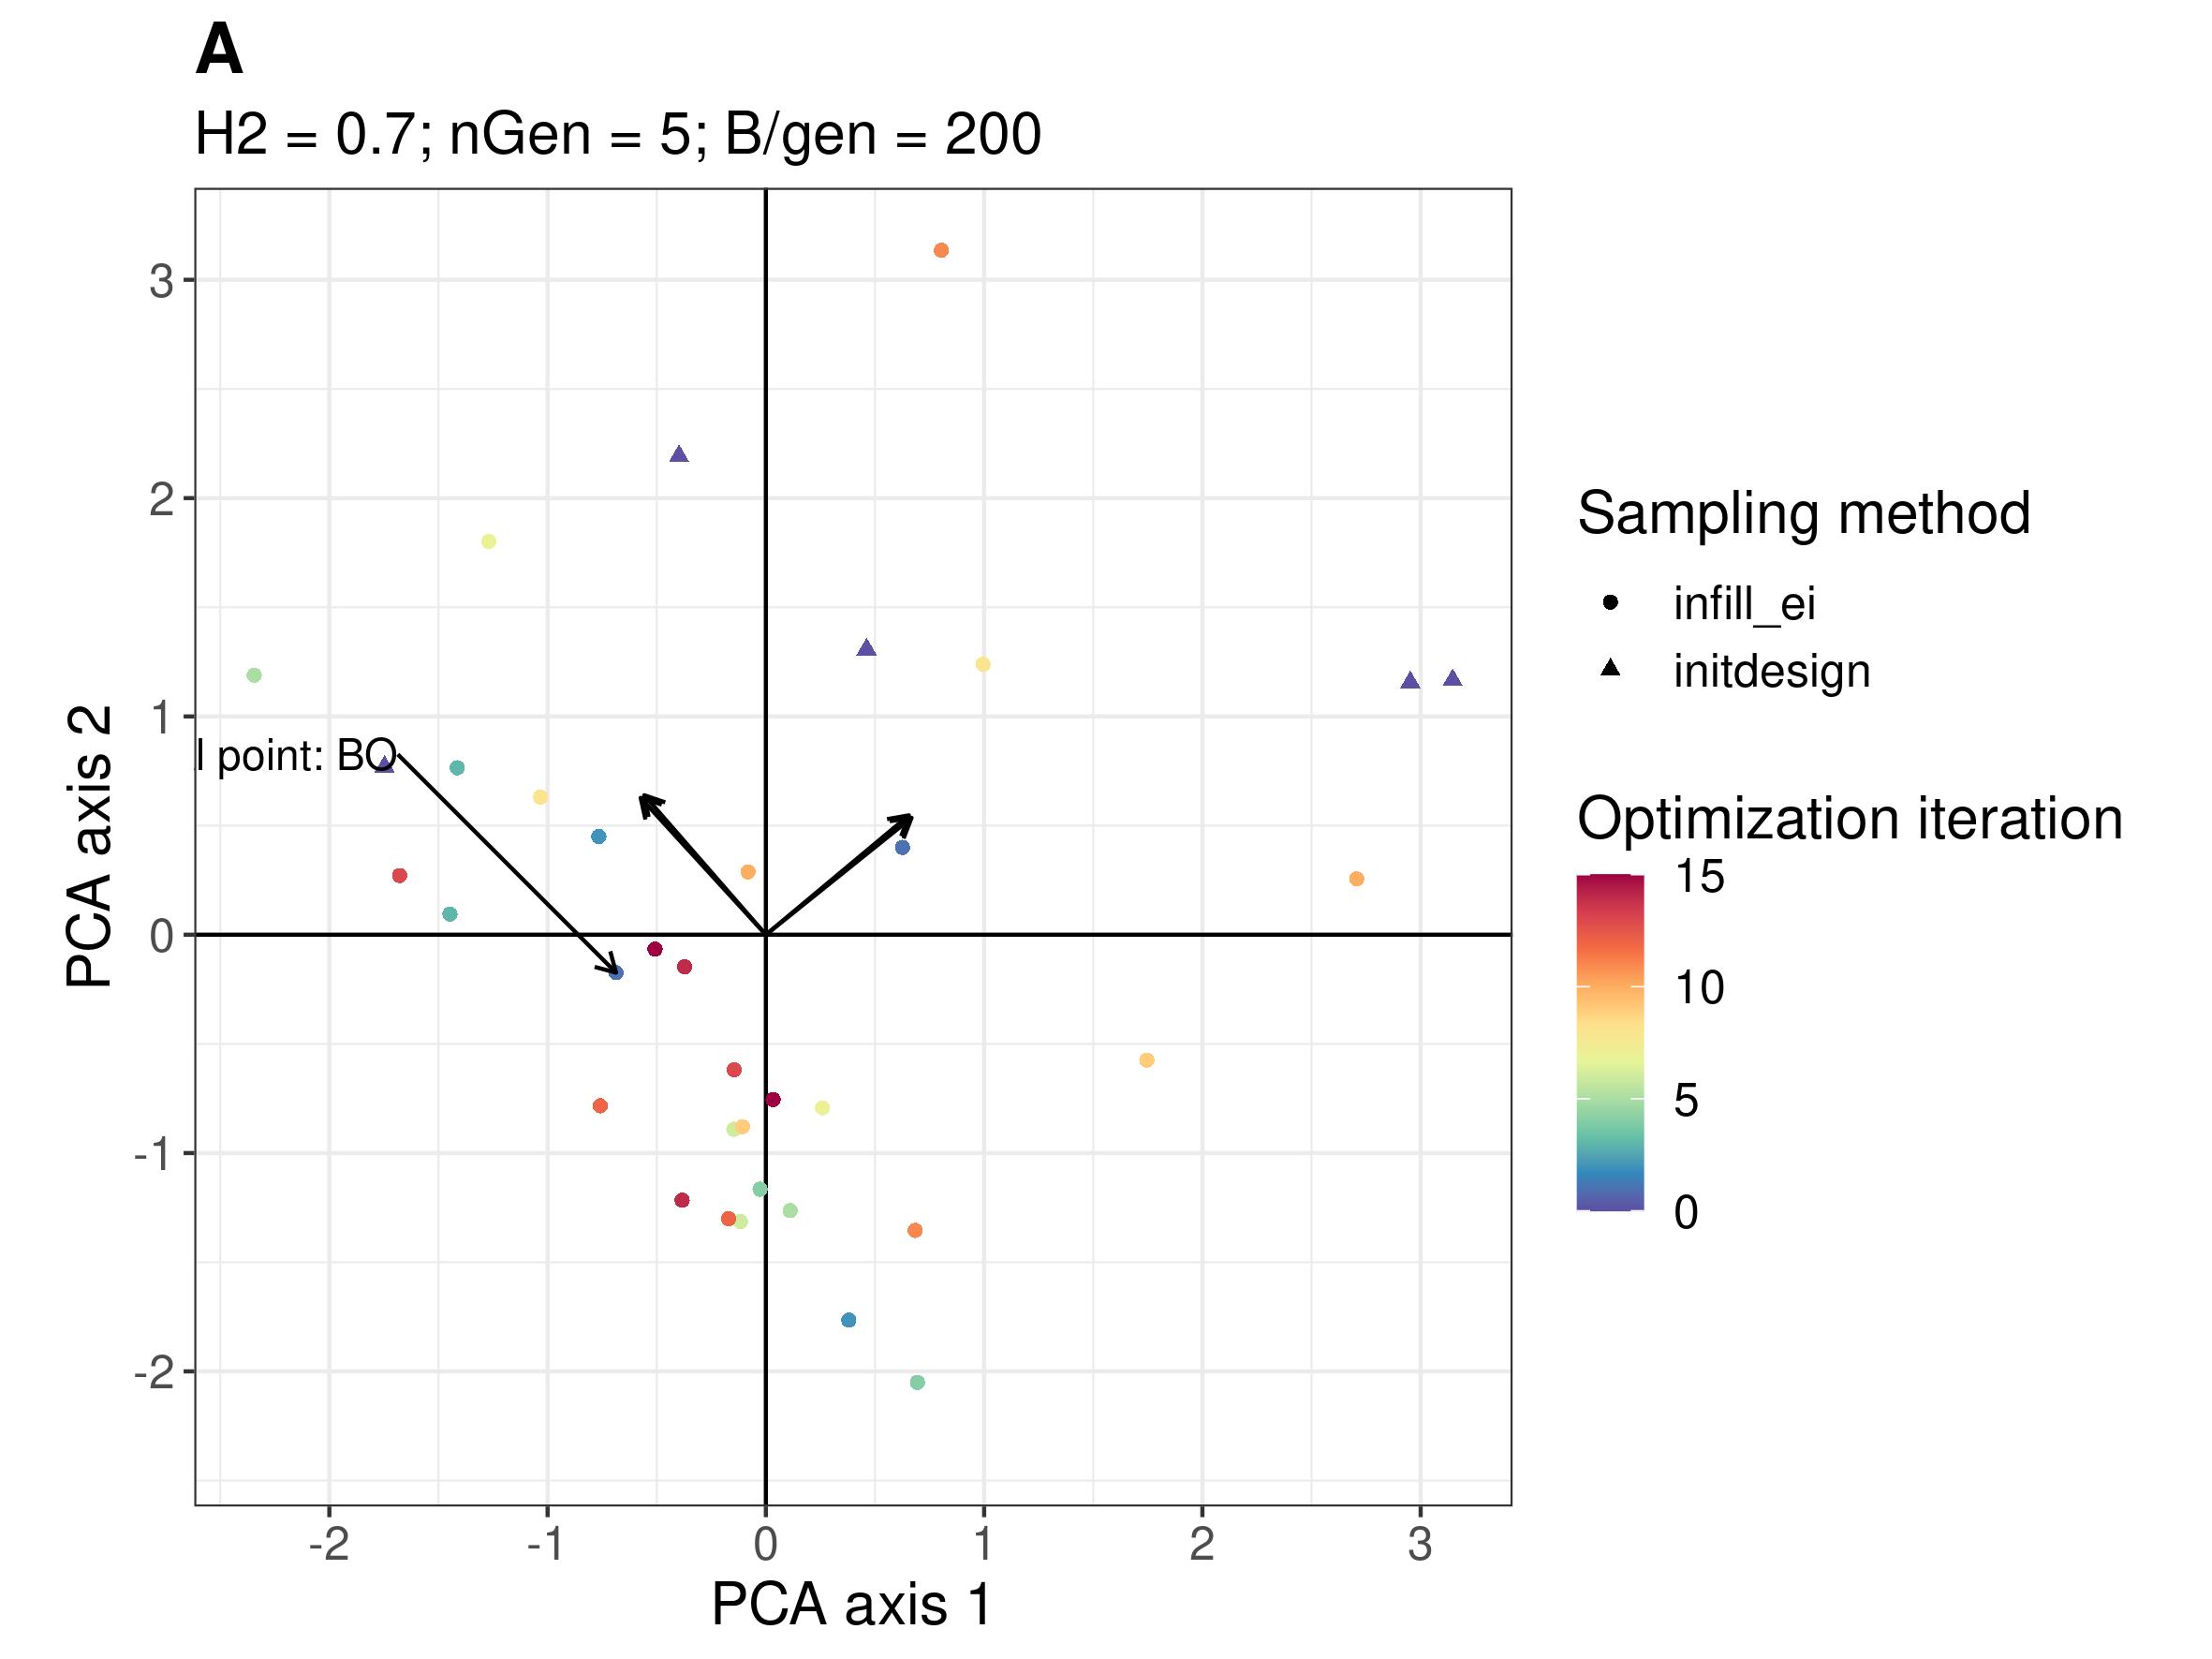 A
H2 = 0.7; nGen = 5; B/gen = 200
3
2
1
0
-1
-2
PCA axis 2
l point: BO
-2
-1
0
1
2
3
PCA axis 1
Sampling method
infill_ei
initdesign
Optimization iteration
15
10
5
0